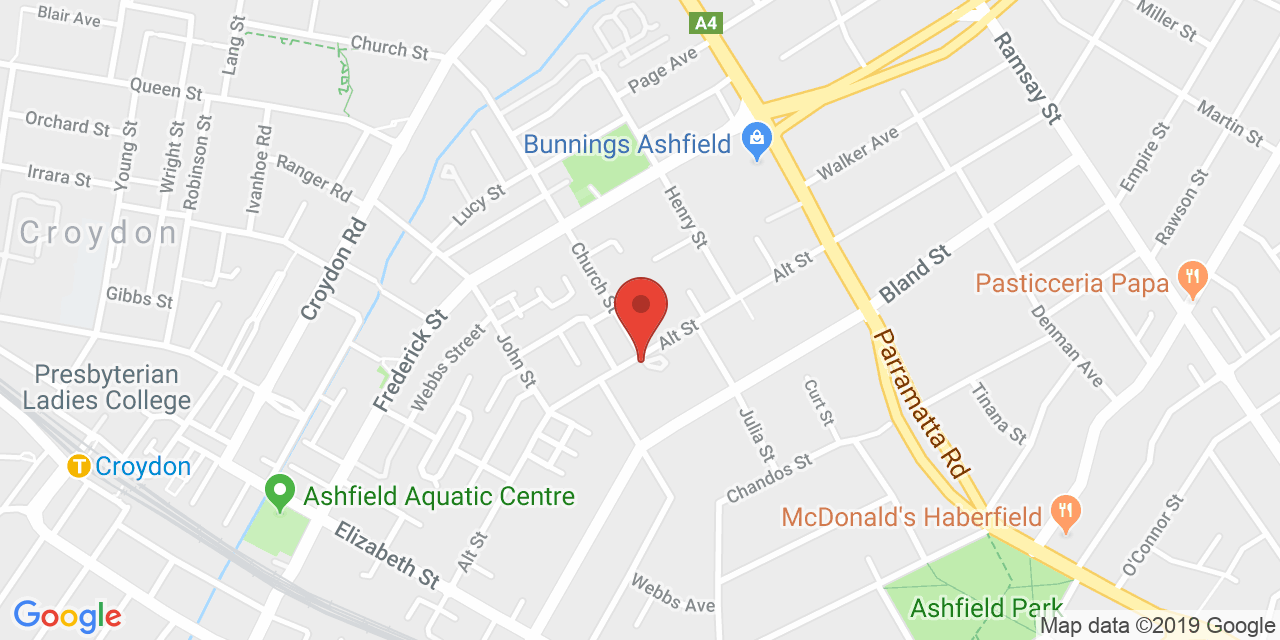 Blair Ave
Lang St
Church St
A4
Page Ave
Miller St
Ramsay St
Queen St
Orchard St
Young St
Wright St
Robinson St
Ivanhoe Rd
Bunnings Ashfield
Walker Ave
Martin St
Empire St
Irrara St
Ranger Rd
Lucy St
Henry St
Rawson St
Croydon
Croydon Rd
Church St
Alt St
Bland St
Pasticceria Papa
Gibbs St
Frederick St
Webbs Street
John St
Alt St
Denman Ave
Parramatta Rd
Presbyterian
Ladies College
Curt St
Tinana St
Julia St
Croydon
Ashfield Aquatic Centre
Chandos St
McDonald's Haberfield
Elizabeth St
Alt St
O'Connor St
Webbs Ave
Ashfield Park
Google
Map data ©2019 Google